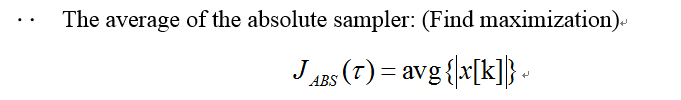 ·· The average of the absolute sampler: (Find maximization)↵
J_ABS(τ) = avg{|x[k]|} ↵